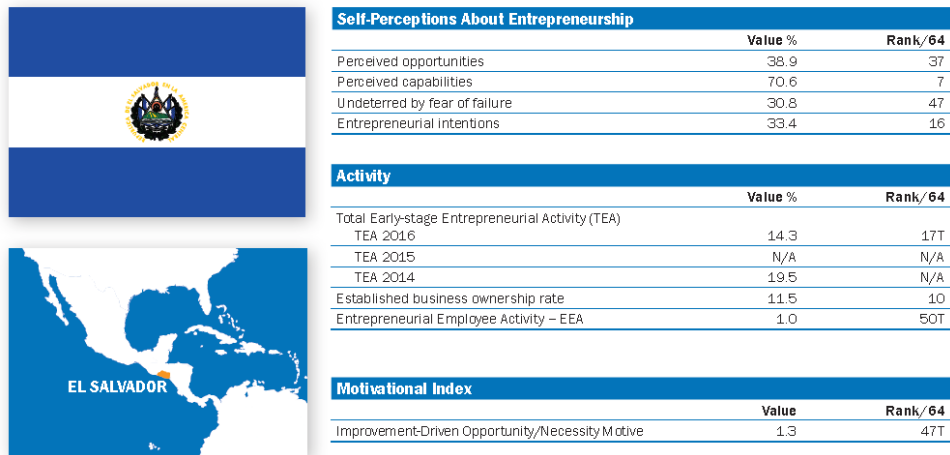 Self-Perceptions About Entrepreneurship
Value % Rank/64
Perceived opportunities 38.9 37
Perceived capabilities 70.6 7
Undeterred by fear of failure 30.8 47
Entrepreneurial intentions 33.4 16
Activity
Value % Rank/64
Total Early-stage Entrepreneurial Activity (TEA)
TEA 2016 14.3 17T
TEA 2015 N/A N/A
TEA 2014 19.5 N/A
Established business ownership rate 11.5 10
Entrepreneurial Employee Activity – EEA 1.0 50T
EL SALVADOR
Motivational Index
Value Rank/64
Improvement-Driven Opportunity/Necessity Motive 1.3 47T